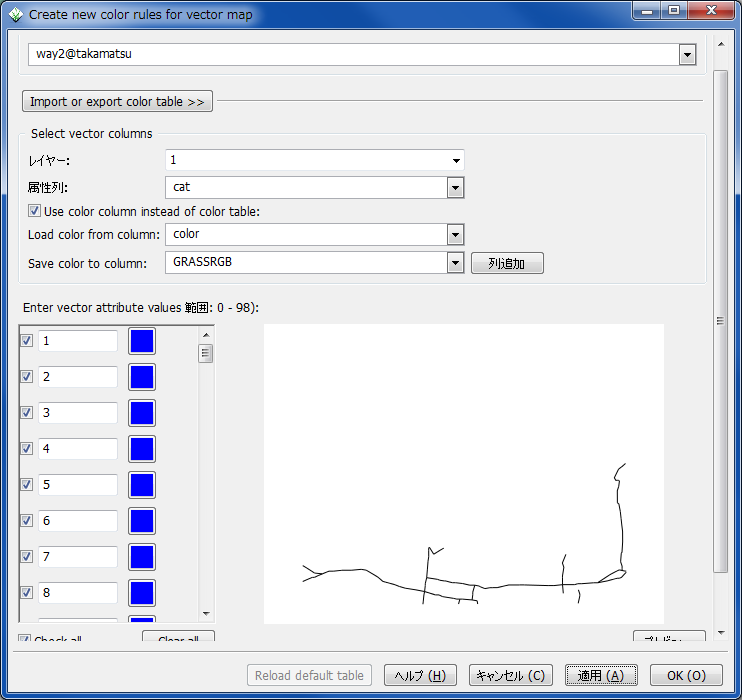 Create new color rules for vector map
way2@takamatsu
Import or export color table >>
Select vector columns
レイヤー: 1
属性列: cat
Use color column instead of color table:
Load color from column: color
Save color to column: GRASSRGB 列追加
Enter vector attribute values 範囲: 0 - 98):
1
2
3
4
5
6
7
8
Check all Clear all プレビュー
Reload default table ヘルプ (H) キャンセル (C) 適用 (A) OK (O)